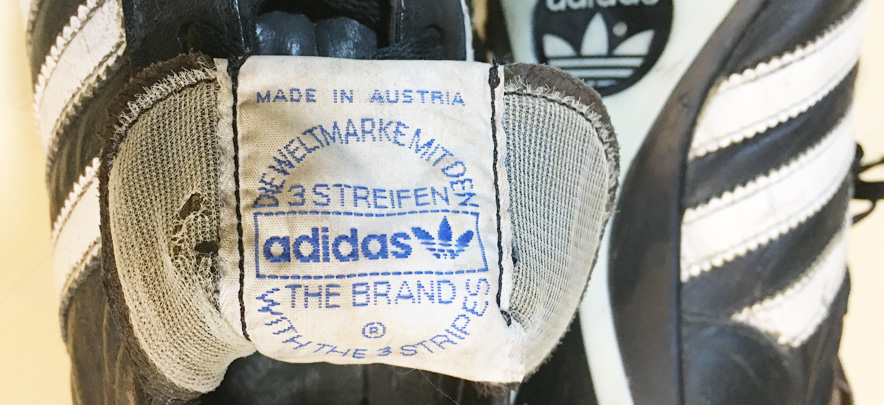 adidas
MADE IN AUSTRIA
DIE WELTMARKE MIT DEN
3 STREIFEN
adidas
THE BRAND
WITH THE 3 STRIPES
®